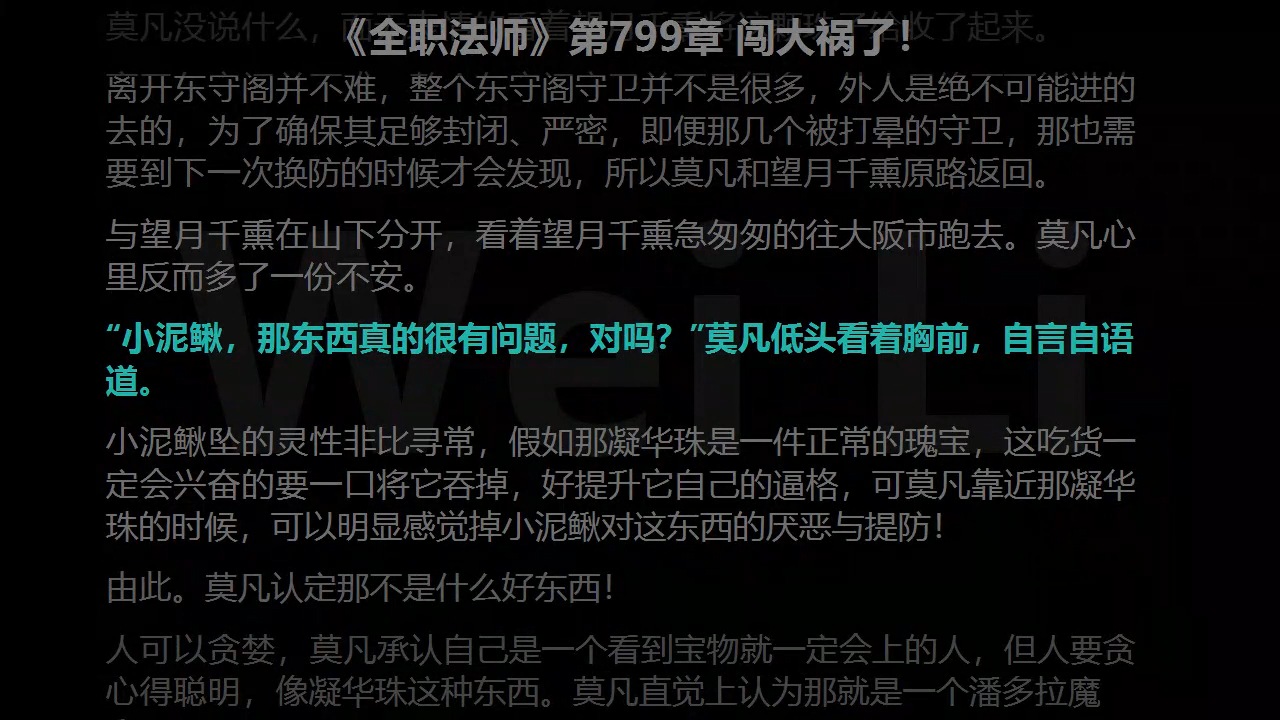 《全职法师》第799章 闯大祸了！
莫凡没说什么，
给收了起来。
离开东守阁并不难，整个东守阁守卫并不是很多，外人是绝不可能进的
去的，为了确保其足够封闭、严密，即便那几个被打晕的守卫，那也需
要到下一次换防的时候才会发现，所以莫凡和望月千熏原路返回。
与望月千熏在山下分开，看着望月千熏急匆匆的往大阪市跑去。莫凡心
里反而多了一份不安。
“小泥鳅，那东西真的很有问题，对吗？”莫凡低头看着胸前，自言自语
道。
小泥鳅坠的灵性非比寻常，假如那凝华珠是一件正常的瑰宝，这吃货一
定会兴奋的要一口将它吞掉，好提升它自己的逼格，可莫凡靠近那凝华
珠的时候，可以明显感觉掉小泥鳅对这东西的厌恶与提防！
由此。莫凡认定那不是什么好东西！
人可以贪婪，莫凡承认自己是一个看到宝物就一定会上的人，但人要贪
心得聪明，像凝华珠这种东西。莫凡直觉上认为那就是一个潘多拉魔
Wei Li